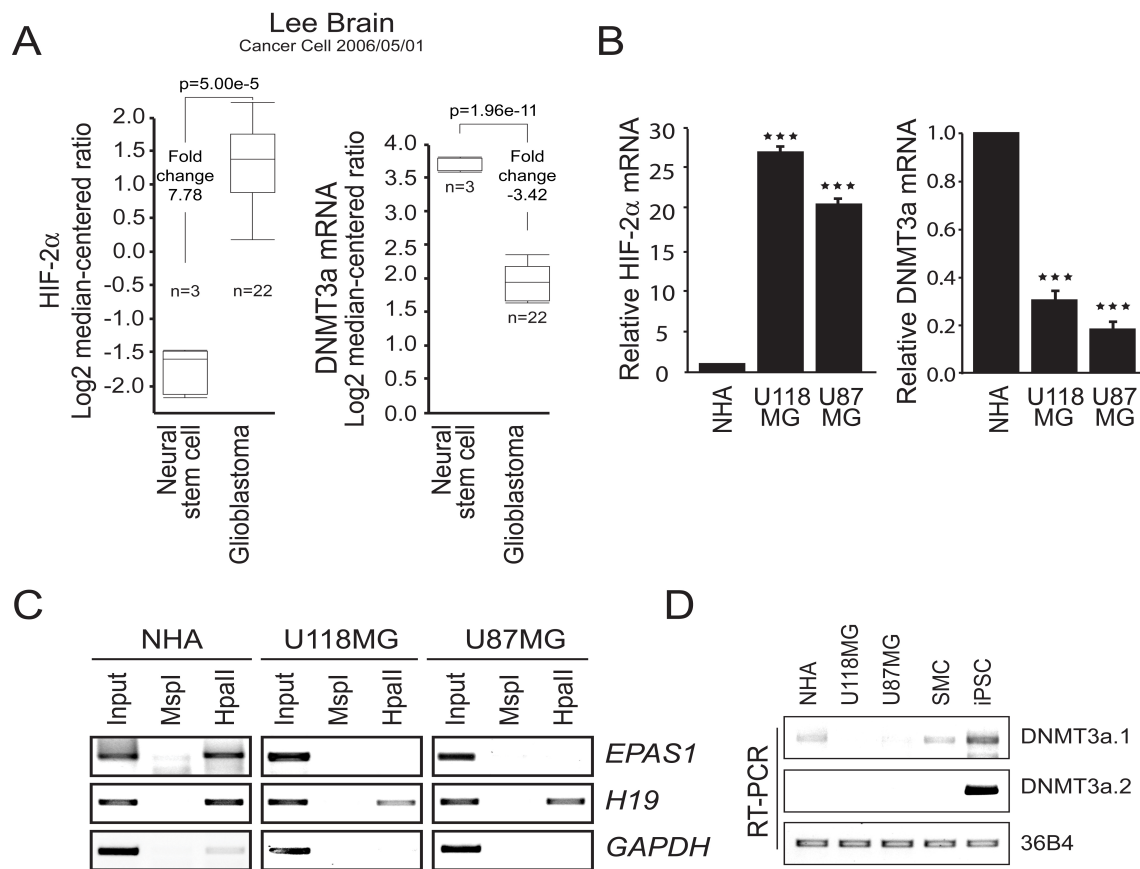 Lee Brain
Cancer Cell 2006/05/01
A
p=5.00e-5
HIF-2α
Log2 median-centered ratio
2.0
1.5
1.0
0.5
0.0
-0.5
-1.0
-1.5
-2.0
Fold
change
7.78
n=3
n=22
Neural
stem cell
Glioblastoma
p=1.96e-11
DNMT3a mRNA
Log2 median-centered ratio
4.0
3.5
3.0
2.5
2.0
1.5
1.0
0.5
0.0
n=3
Fold
change
-3.42
n=22
Neural
stem cell
Glioblastoma
B
Relative HIF-2α mRNA
30
25
20
15
10
5
0
★★★
★★★
NHA
U118
MG
U87
MG
Relative DNMT3a mRNA
1.0
0.8
0.6
0.4
0.2
0.0
★★★
★★★
NHA
U118
MG
U87
MG
C
NHA
U118MG
U87MG
Input
MspI
HpaII
Input
MspI
HpaII
Input
MspI
HpaII
EPAS1
H19
GAPDH
D
NHA
U118MG
U87MG
SMC
iPSC
RT-PCR
DNMT3a.1
DNMT3a.2
36B4